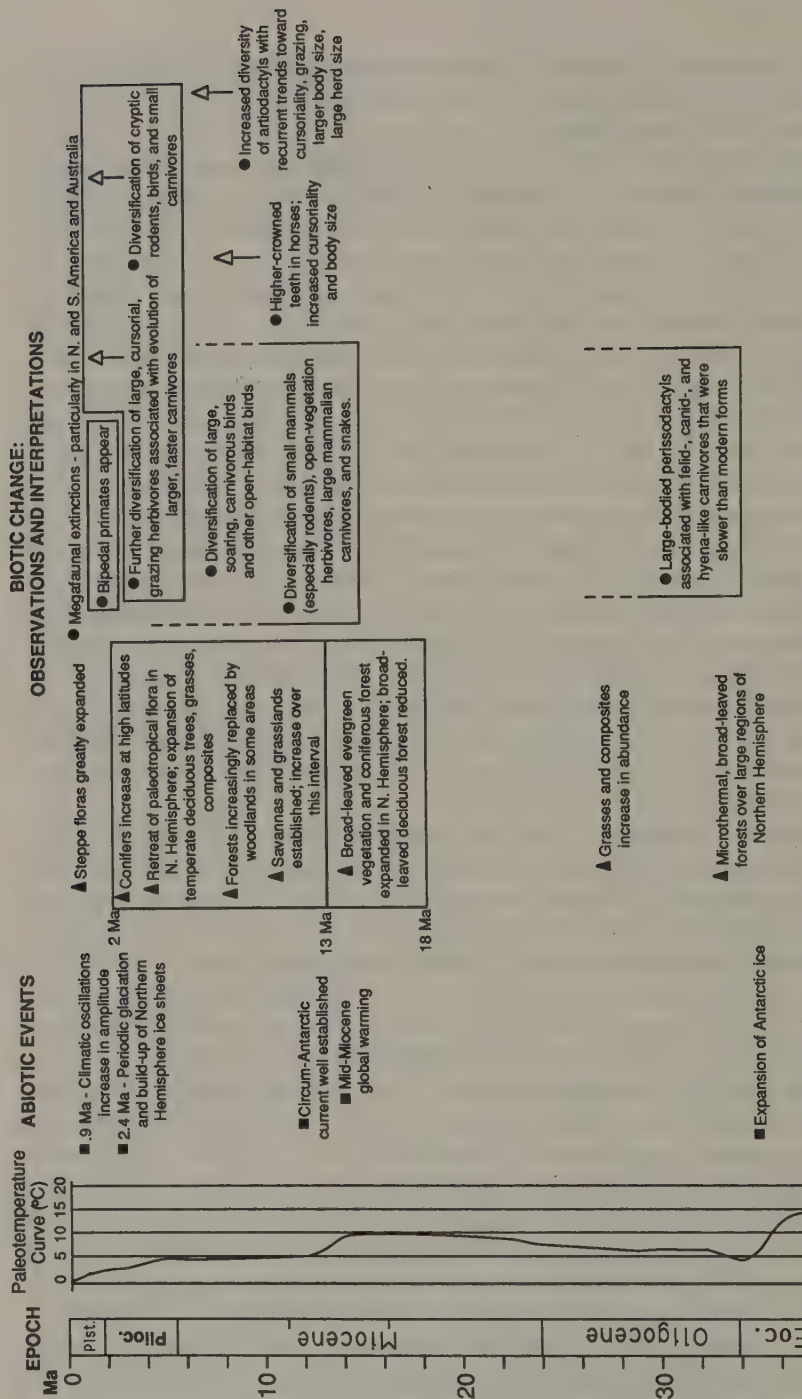 BIOTIC CHANGE:
OBSERVATIONS AND INTERPRETATIONS
EPOCH
Ma
Paleotemperature
Curve (°C)
0 5 10 15 20
ABIOTIC EVENTS
0
10
20
30
Plst.
Plioc.
Miocene
Oligocene
Eoc.
■ .9 Ma - Climatic oscillations
increase in amplitude
■ 2.4 Ma - Periodic glaciation
and build-up of Northern
Hemisphere ice sheets
■ Circum-Antarctic
current well established
■ Mid-Miocene
global warming
■ Expansion of Antarctic ice
▲ Steppe floras greatly expanded
2 Ma
▲ Conifers increase at high latitudes
▲ Retreat of paleotropical flora in
N. Hemisphere; expansion of
temperate deciduous trees, grasses,
composites
▲ Forests increasingly replaced by
woodlands in some areas
▲ Savannas and grasslands
established; increase over
this interval
13 Ma
▲ Broad-leaved evergreen
vegetation and coniferous forest
expanded in N. Hemisphere; broad-
leaved deciduous forest reduced.
18 Ma
▲ Grasses and composites
increase in abundance
▲ Microthermal, broad-leaved
forests over large regions of
Northern Hemisphere
● Megafaunal extinctions - particularly in N. and S. America and Australia
● Bipedal primates appear
● Further diversification of large, cursorial,
grazing herbivores associated with evolution of
larger, faster carnivores
● Diversification of cryptic
rodents, birds, and small
carnivores
● Diversification of large,
soaring, carnivorous birds
and other open-habitat birds
● Diversification of small mammals
(especially rodents), open-vegetation
herbivores, large mammalian
carnivores, and snakes.
● Higher-crowned
teeth in horses;
increased cursoriality
and body size
● Increased diversity
of artiodactyls with
recurrent trends toward
cursoriality, grazing,
larger body size,
large herd size
● Large-bodied perissodactyls
associated with felid-, canid-, and
hyena-like carnivores that were
slower than modern forms